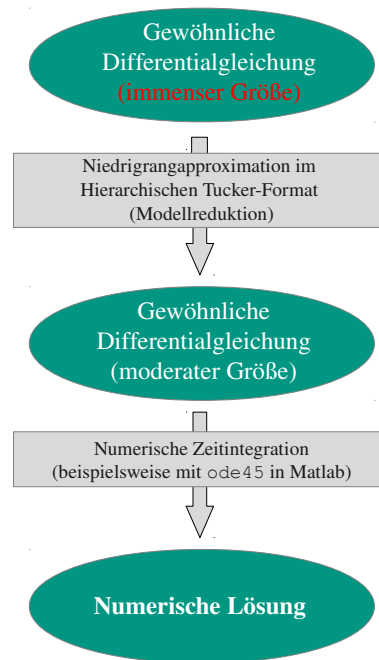 Gewöhnliche
Differentialgleichung
(immenser Größe)
Niedrigrangapproximation im
Hierarchischen Tucker-Format
(Modellreduktion)
Gewöhnliche
Differentialgleichung
(moderater Größe)
Numerische Zeitintegration
(beispielsweise mit ode45 in Matlab)
Numerische Lösung